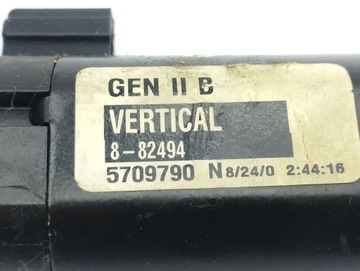 GEN II B
VERTICAL
8-82494
5709790 N8/24/0 2:44:16